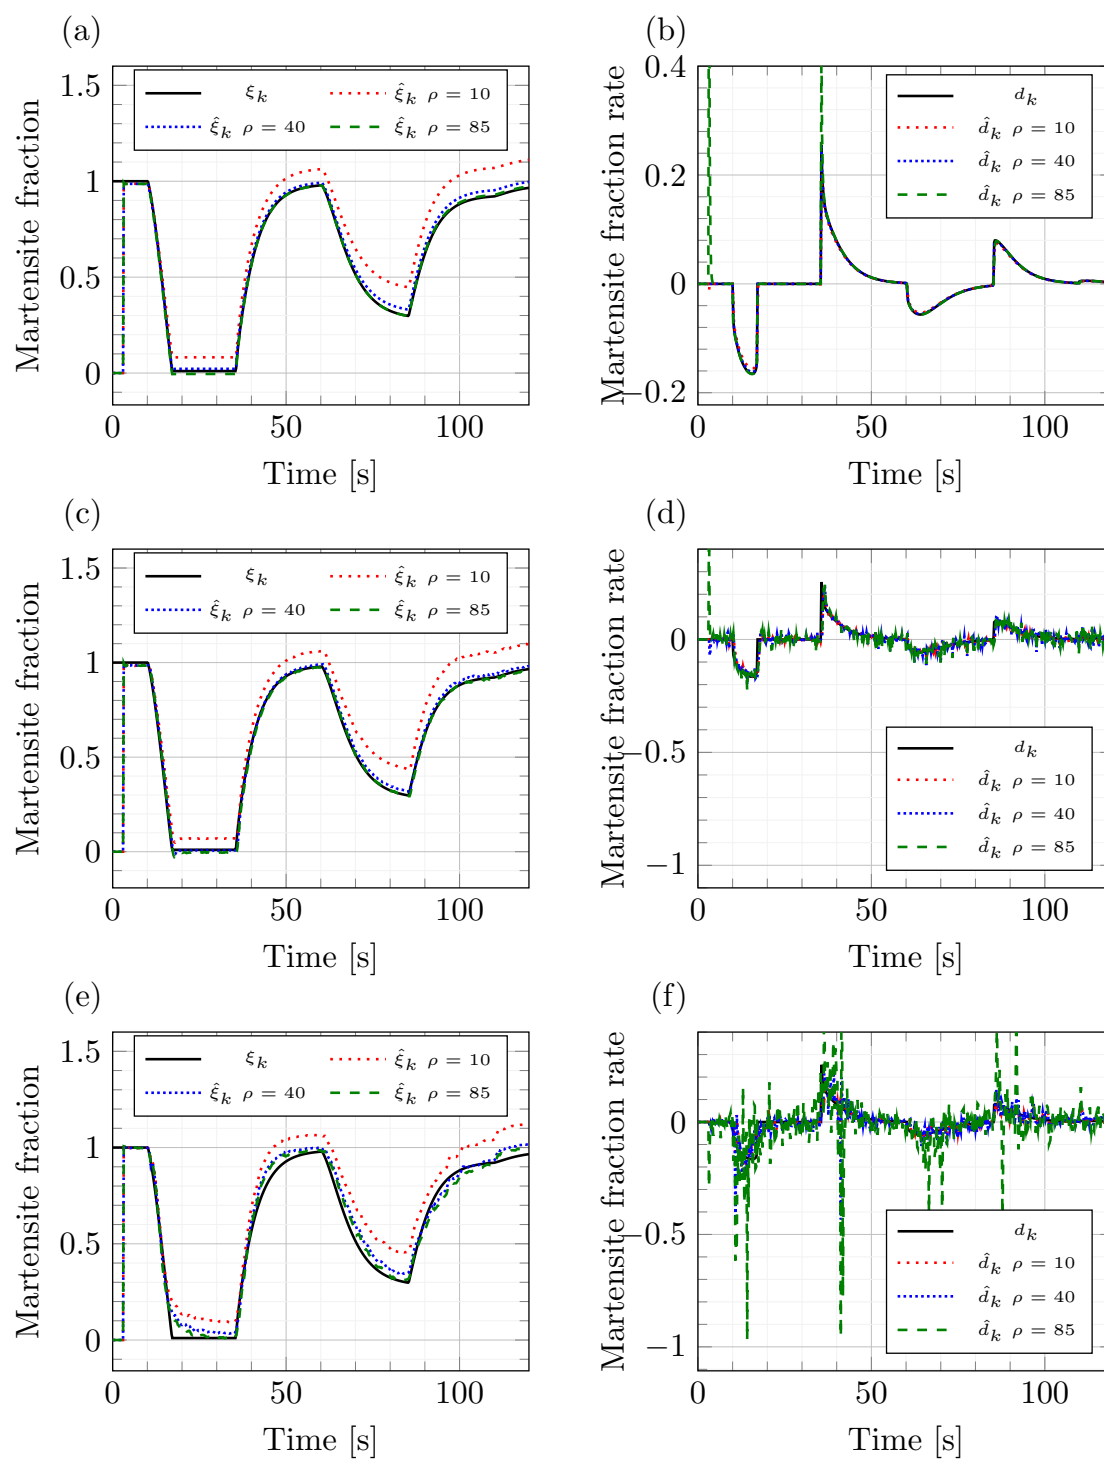 (a)
1.5
1
0.5
0
Martensite fraction
ξ_k
ξ̂_k ρ = 10
ξ̂_k ρ = 40
ξ̂_k ρ = 85
0 50 100
Time [s]
(b)
0.4
0.2
0
−0.2
Martensite fraction rate
d_k
d̂_k ρ = 10
d̂_k ρ = 40
d̂_k ρ = 85
0 50 100
Time [s]
(c)
1.5
1
0.5
0
Martensite fraction
ξ_k
ξ̂_k ρ = 10
ξ̂_k ρ = 40
ξ̂_k ρ = 85
0 50 100
Time [s]
(d)
0
−0.5
−1
Martensite fraction rate
d_k
d̂_k ρ = 10
d̂_k ρ = 40
d̂_k ρ = 85
0 50 100
Time [s]
(e)
1.5
1
0.5
0
Martensite fraction
ξ_k
ξ̂_k ρ = 10
ξ̂_k ρ = 40
ξ̂_k ρ = 85
0 50 100
Time [s]
(f)
0
−0.5
−1
Martensite fraction rate
d_k
d̂_k ρ = 10
d̂_k ρ = 40
d̂_k ρ = 85
0 50 100
Time [s]